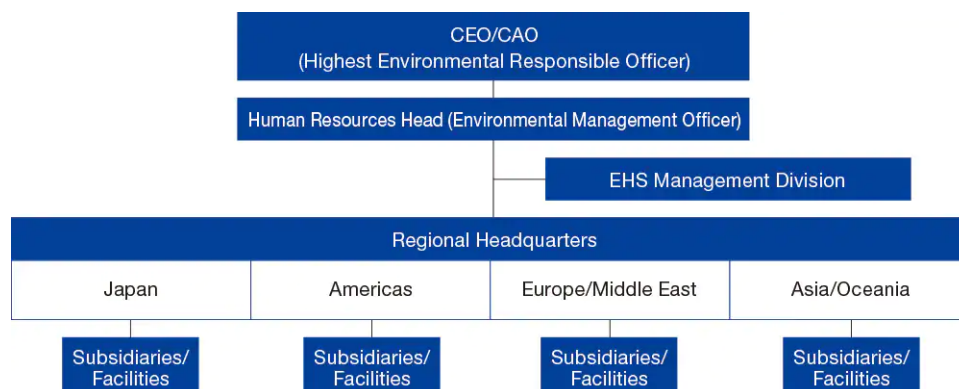 CEO/CAO
(Highest Environmental Responsible Officer)
Human Resources Head (Environmental Management Officer)
EHS Management Division
Regional Headquarters
Japan
Americas
Europe/Middle East
Asia/Oceania
Subsidiaries/
Facilities
Subsidiaries/
Facilities
Subsidiaries/
Facilities
Subsidiaries/
Facilities